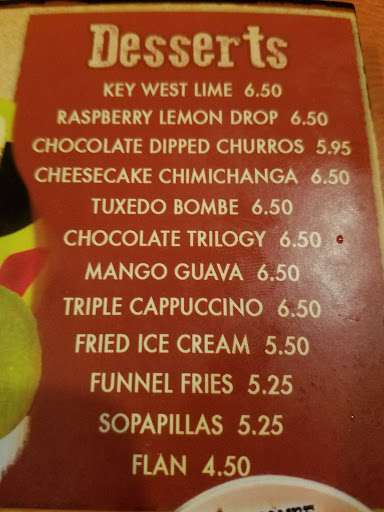 Desserts
KEY WEST LIME 6.50
RASPBERRY LEMON DROP 6.50
CHOCOLATE DIPPED CHURROS 5.95
CHEESECAKE CHIMICHANGA 6.50
TUXEDO BOMBE 6.50
CHOCOLATE TRILOGY 6.50
MANGO GUAVA 6.50
TRIPLE CAPPUCCINO 6.50
FRIED ICE CREAM 5.50
FUNNEL FRIES 5.25
SOPAPILLAS 5.25
FLAN 4.50